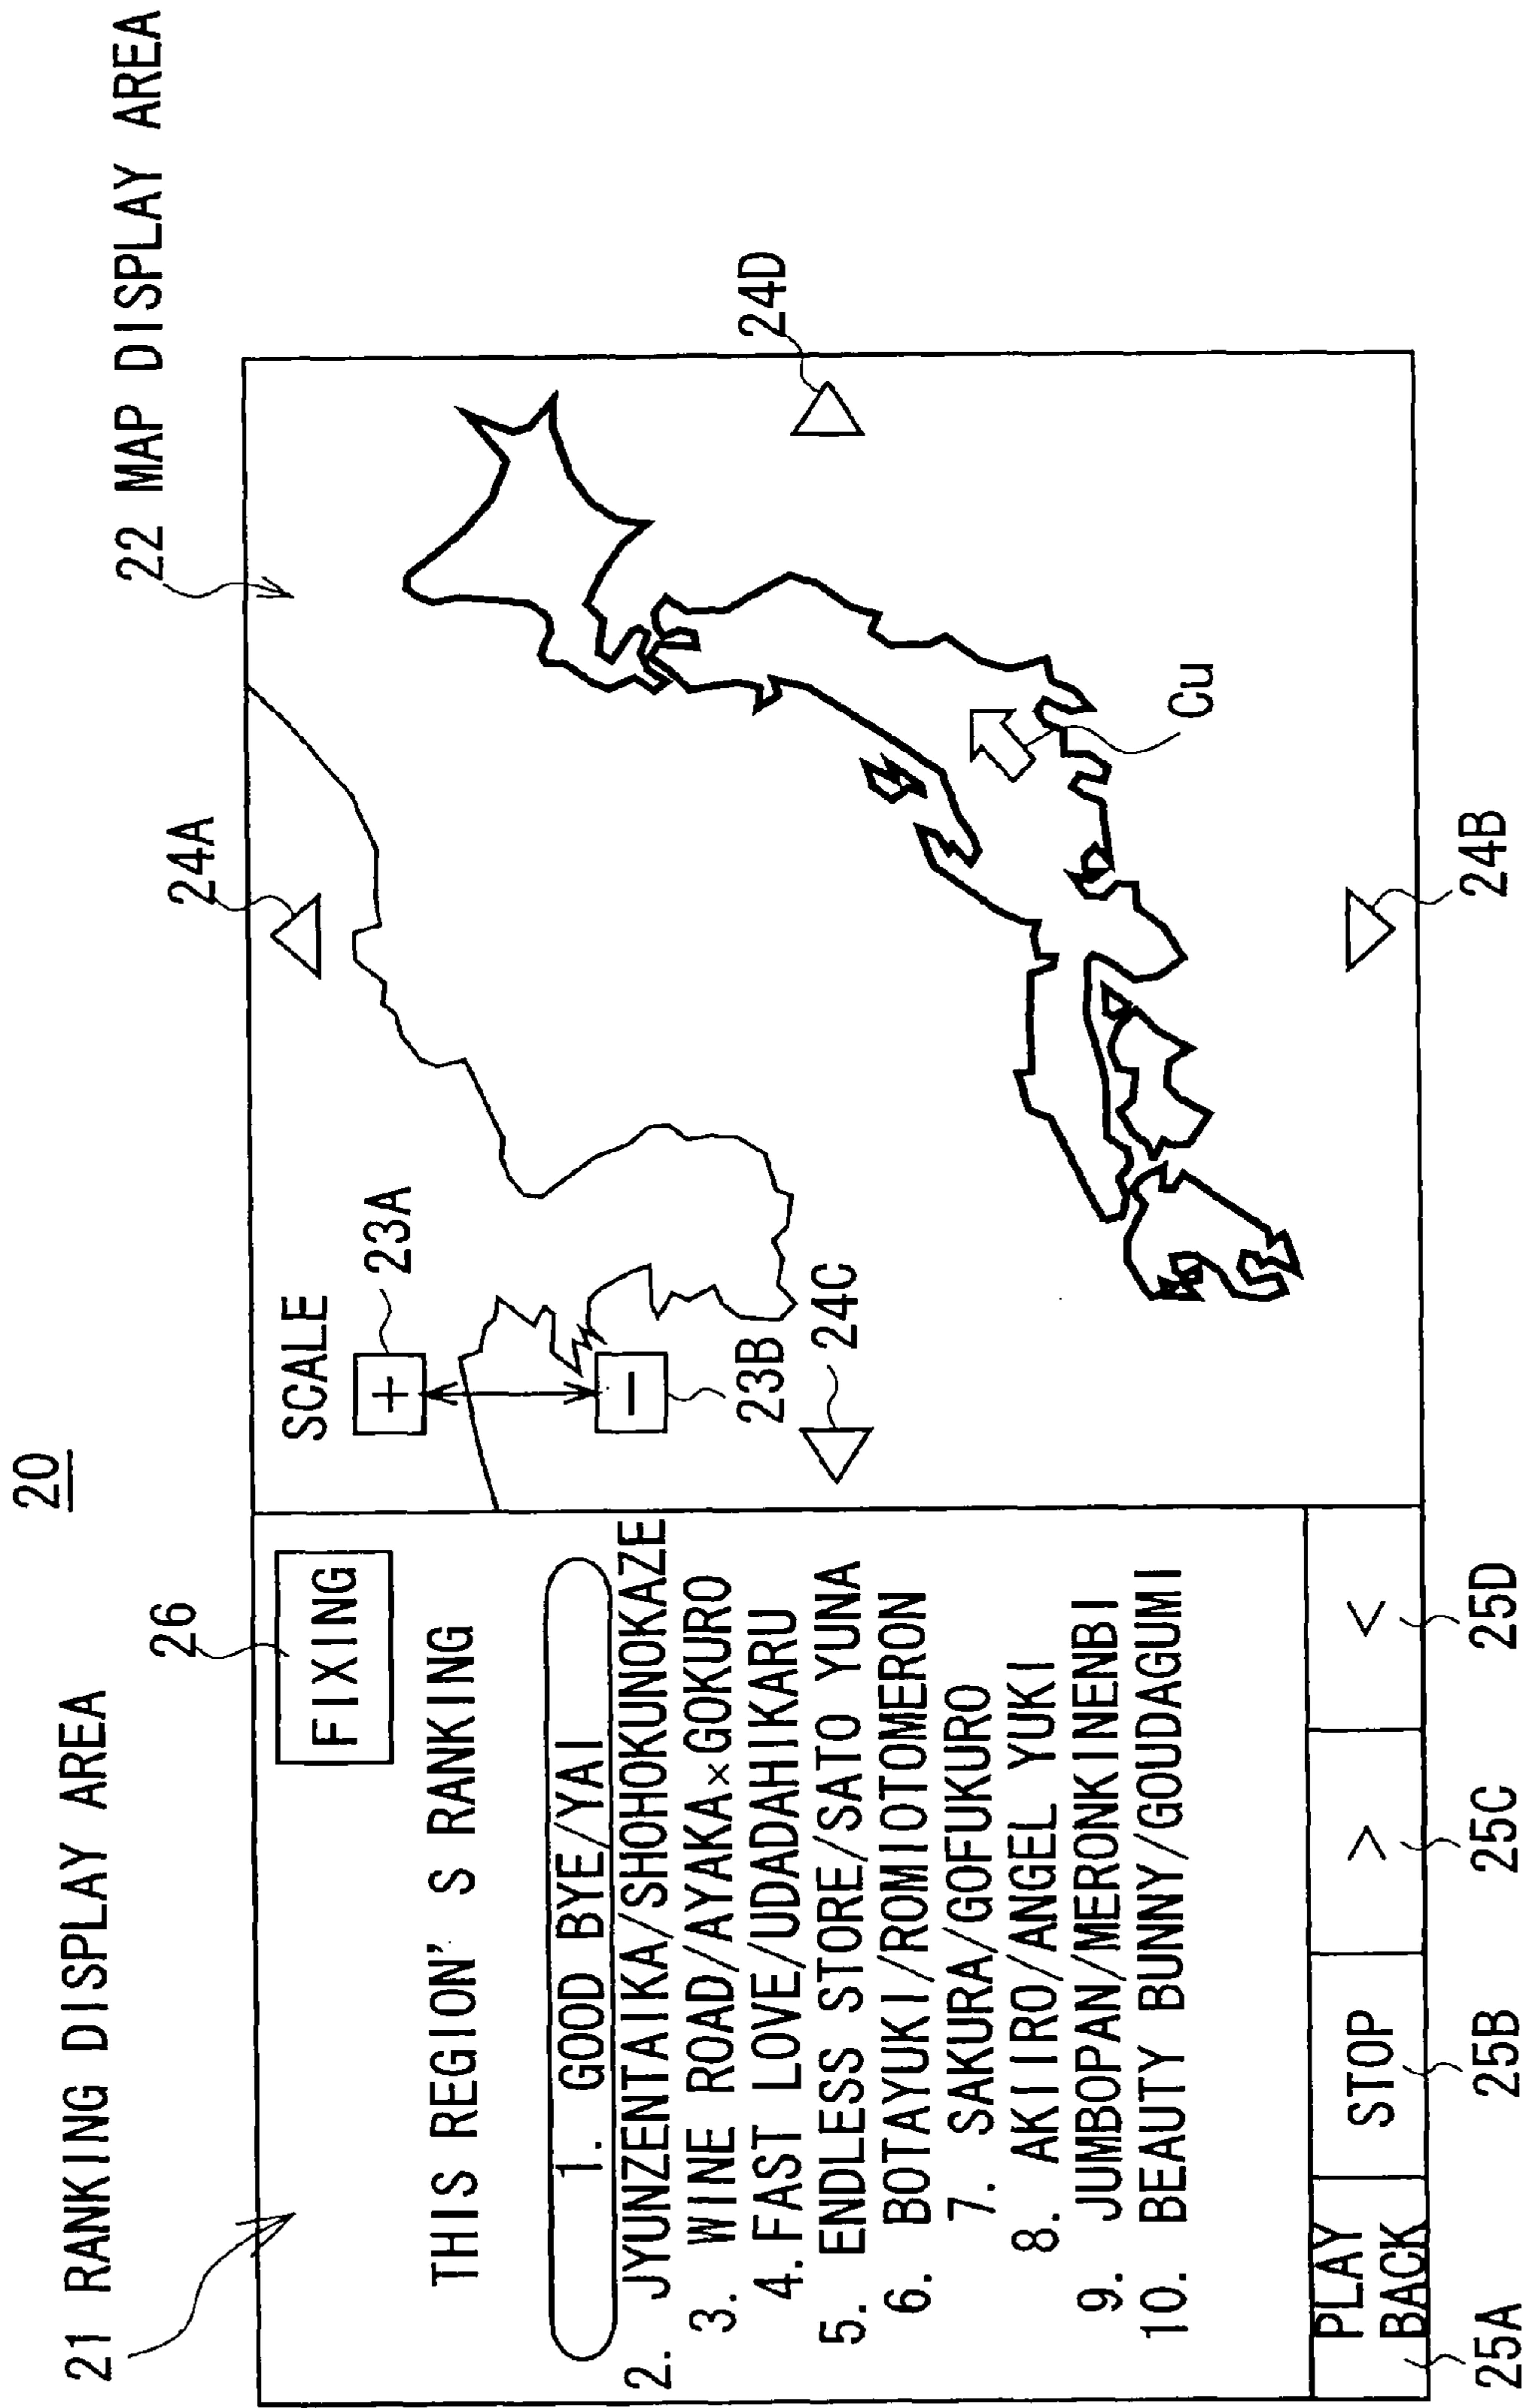 20
21 RANKING DISPLAY AREA
22 MAP DISPLAY AREA
26
FIXING
THIS REGION'S RANKING
1. GOOD BYE/YAI
2. JYUNZENTAIKA/SHOHOKUNOKAZE
3. WINE ROAD/AYAKA×GOKURO
4. FAST LOVE/UDADAHIKARU
5. ENDLESS STORE/SATO YUNA
6. BOTAYUKI/ROMIOTOMERON
7. SAKURA/GOFUKURO
8. AKIIRO/ANGEL YUKI
9. JUMBOPAN/MERONKINENBI
10. BEAUTY BUNNY/GOUDAGUMI
PLAY
BACK
STOP
>
<
25A
25B
25C
25D
SCALE
+
−
23A
23B
24A
24C
24D
24B
Cu